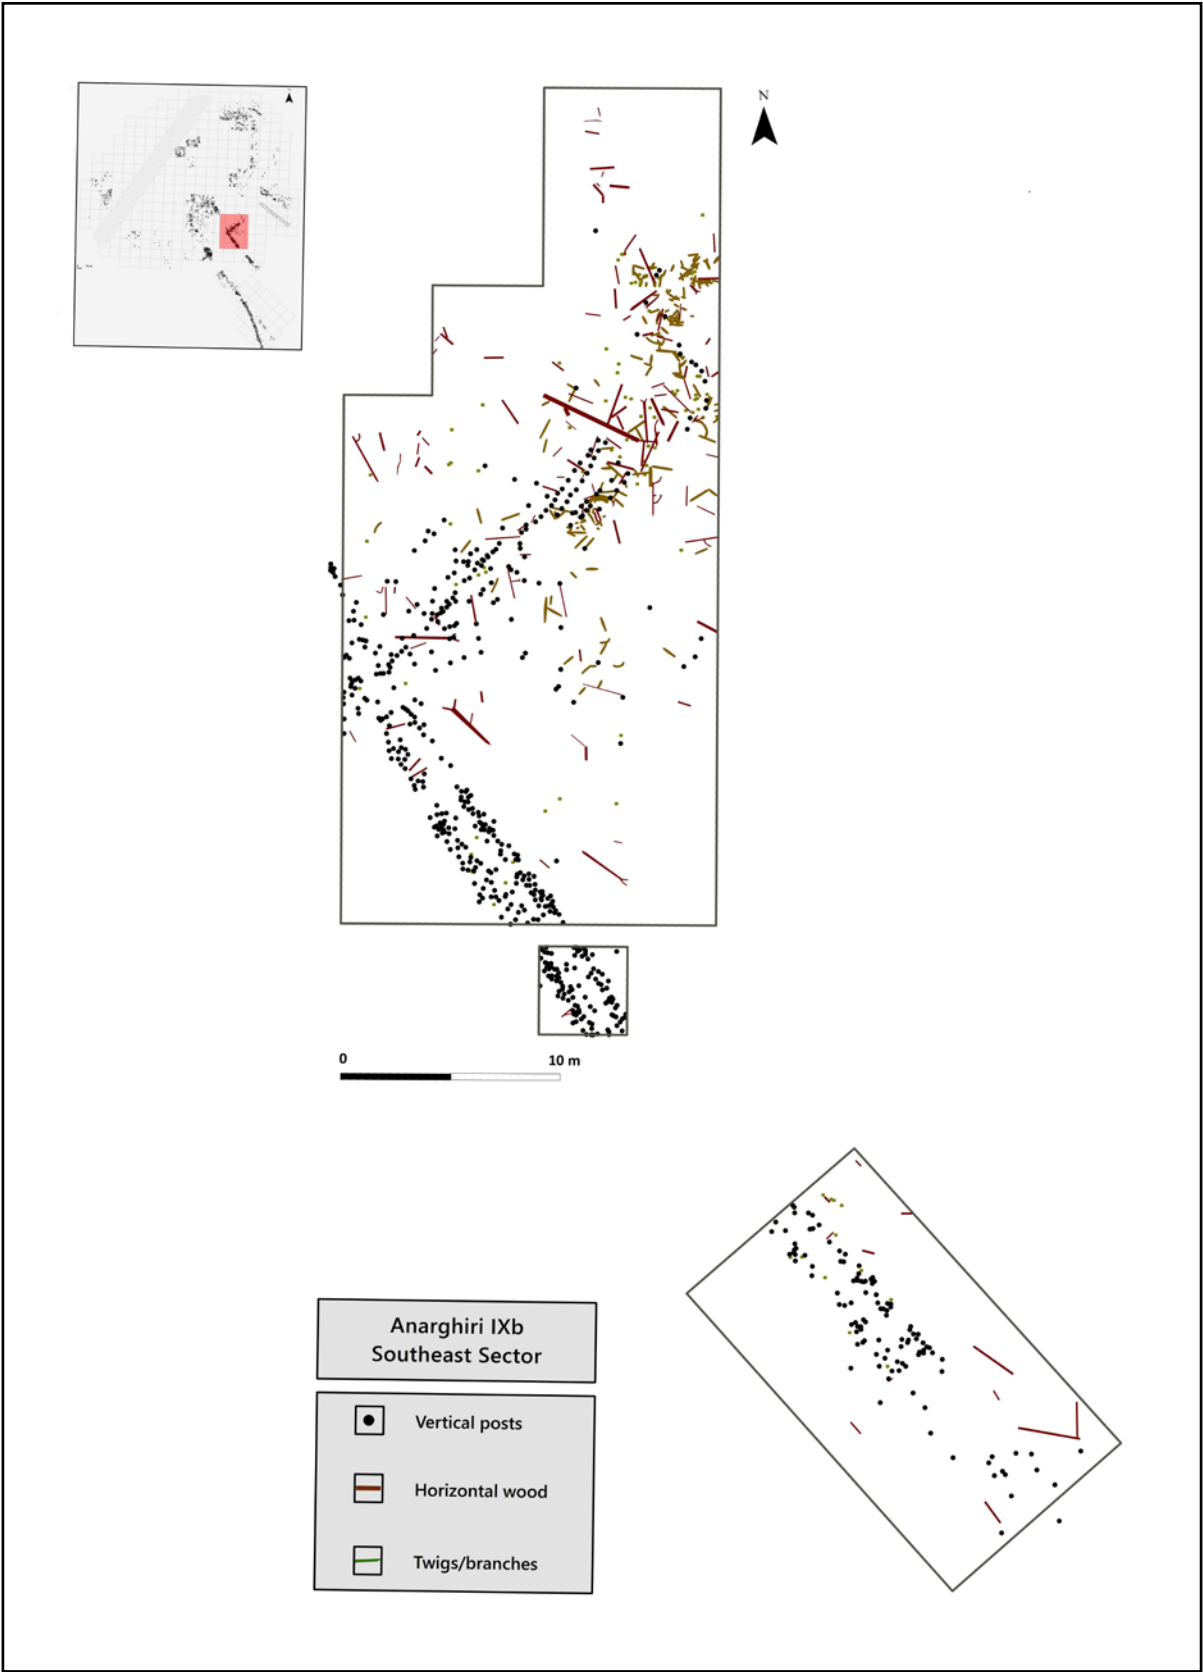 N
0
10 m
Anarghiri IXb
Southeast Sector
Vertical posts
Horizontal wood
Twigs/branches